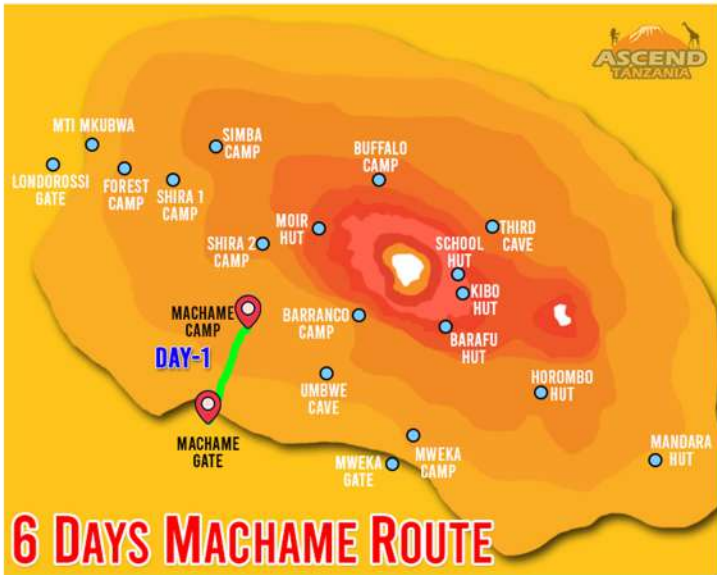 ASCEND
TANZANIA
MTI MKUBWA
LONDOROSSI
GATE
FOREST
CAMP
SHIRA 1
CAMP
SIMBA
CAMP
BUFFALO
CAMP
MOIR
HUT
SHIRA 2
CAMP
THIRD
CAVE
SCHOOL
HUT
KIBO
HUT
MACHAME
CAMP
BARRANCO
CAMP
BARAFU
HUT
DAY-1
UMBWE
CAVE
HOROMBO
HUT
MACHAME
GATE
MWEKA
GATE
MWEKA
CAMP
MANDARA
HUT
6 DAYS MACHAME ROUTE